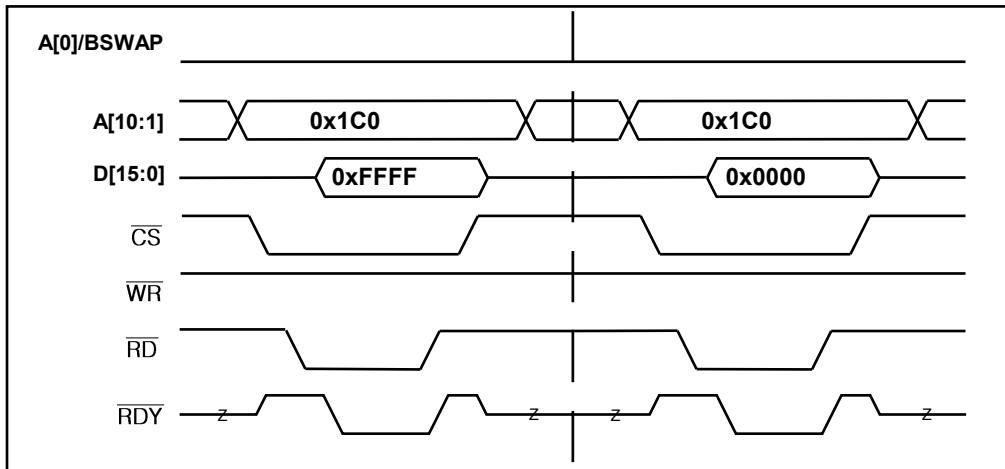 A[0]/BSWAP
A[10:1] 0x1C0 0x1C0
D[15:0] 0xFFFF 0x0000
CS
WR
RD
RDY Z Z Z Z